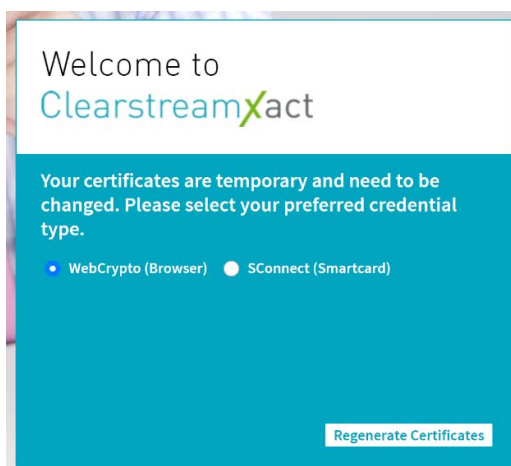 Welcome to
ClearstreamXact
Your certificates are temporary and need to be
changed. Please select your preferred credential
type.
WebCrypto (Browser) SConnect (Smartcard)
Regenerate Certificates